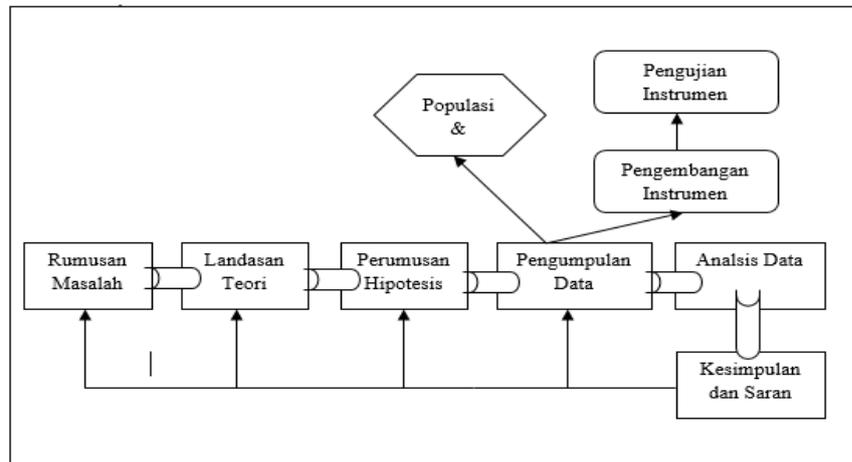 Pengujian
Instrumen
Populasi
&
Pengembangan
Instrumen
Rumusan
Masalah
Landasan
Teori
Perumusan
Hipotesis
Pengumpulan
Data
Analsis Data
Kesimpulan
dan Saran